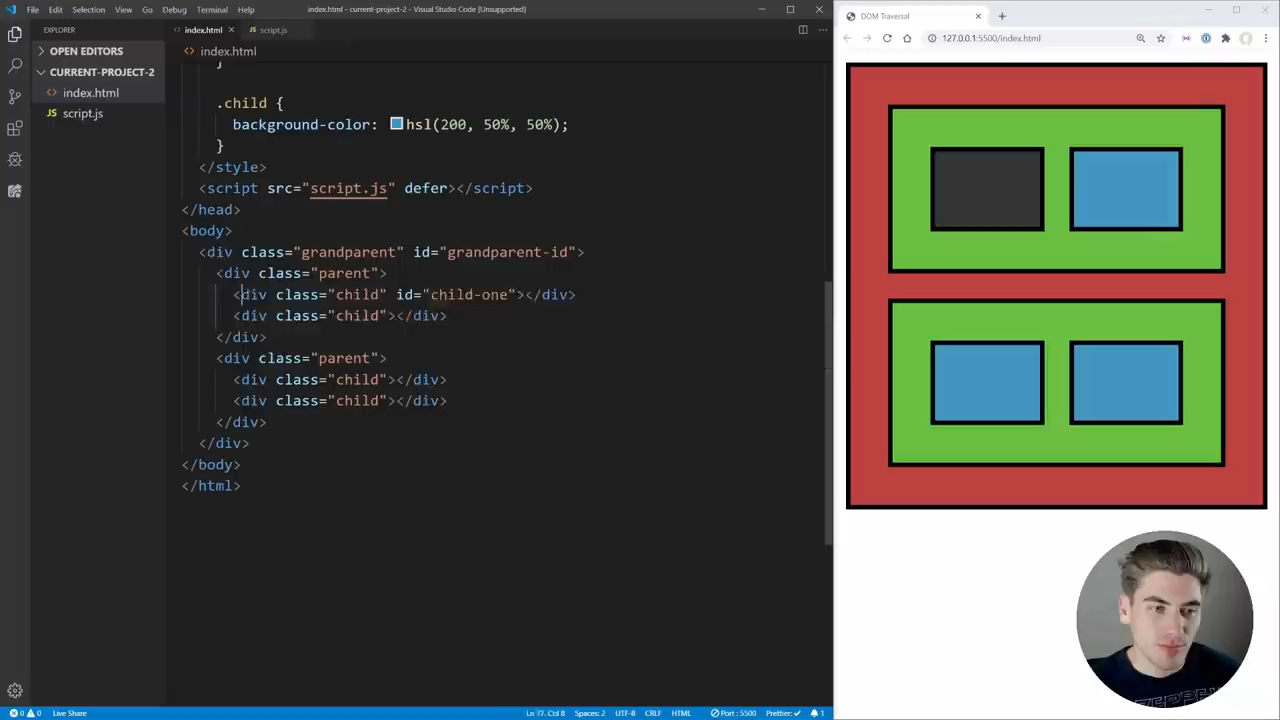 File Edit Selection View Go Debug Terminal Help
index.html - current-project-2 - Visual Studio Code [Unsupported]
EXPLORER
OPEN EDITORS
CURRENT-PROJECT-2
index.html
script.js
index.html
script.js
index.html
}
.child {
background-color: hsl(200, 50%, 50%);
}
</style>
<script src="script.js" defer></script>
</head>
<body>
<div class="grandparent" id="grandparent-id">
<div class="parent">
<div class="child" id="child-one"></div>
<div class="child"></div>
</div>
<div class="parent">
<div class="child"></div>
<div class="child"></div>
</div>
</div>
</body>
</html>
0 0 Live Share
Spaces: 2 UTF-8 CRLF HTML Port : 5500 Prettier: ✓ 1
DOM Traversal
127.0.0.1:5500/index.html